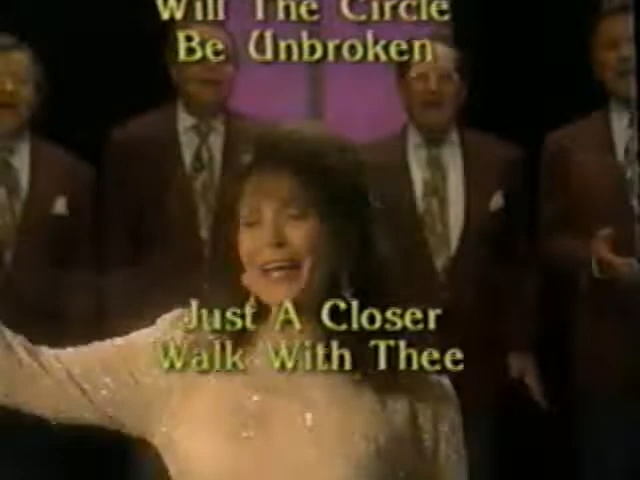 Will The Circle
Be Unbroken
Just A Closer
Walk With Thee